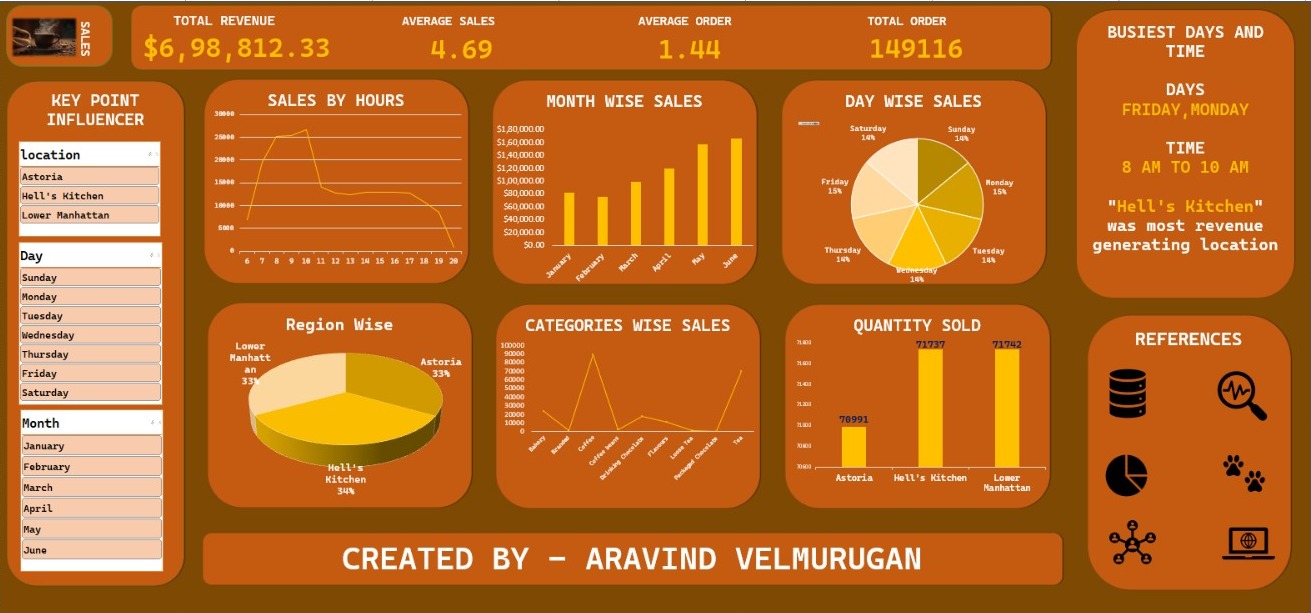 SALES
TOTAL REVENUE
$6,98,812.33
AVERAGE SALES
4.69
AVERAGE ORDER
1.44
TOTAL ORDER
149116
KEY POINT
INFLUENCER
location
Astoria
Hell's Kitchen
Lower Manhattan
Day
Sunday
Monday
Tuesday
Wednesday
Thursday
Friday
Saturday
Month
January
February
March
April
May
June
SALES BY HOURS
30000
25000
20000
15000
10000
5000
0
6 7 8 9 10 11 12 13 14 15 16 17 18 19 20
MONTH WISE SALES
$1,80,000.00
$1,60,000.00
$1,40,000.00
$1,20,000.00
$1,00,000.00
$80,000.00
$60,000.00
$40,000.00
$20,000.00
$0.00
January
February
March
April
May
June
DAY WISE SALES
Sunday
14%
Monday
15%
Tuesday
14%
Wednesday
14%
Thursday
14%
Friday
15%
Saturday
14%
Region Wise
Lower
Manhatt
an
33%
Astoria
33%
Hell's
Kitchen
34%
CATEGORIES WISE SALES
100000
90000
80000
70000
60000
50000
40000
30000
20000
10000
0
Bakery
Branded
Coffee
Coffee beans
Drinking Chocolate
Flavours
Loose Tea
Packaged Chocolate
Tea
QUANTITY SOLD
71800
71600
71400
71200
71000
70800
70600
70991
71737
71742
Astoria
Hell's Kitchen
Lower
Manhattan
CREATED BY – ARAVIND VELMURUGAN
BUSIEST DAYS AND
TIME
DAYS
FRIDAY,MONDAY
TIME
8 AM TO 10 AM
"Hell's Kitchen"
was most revenue
generating location
REFERENCES